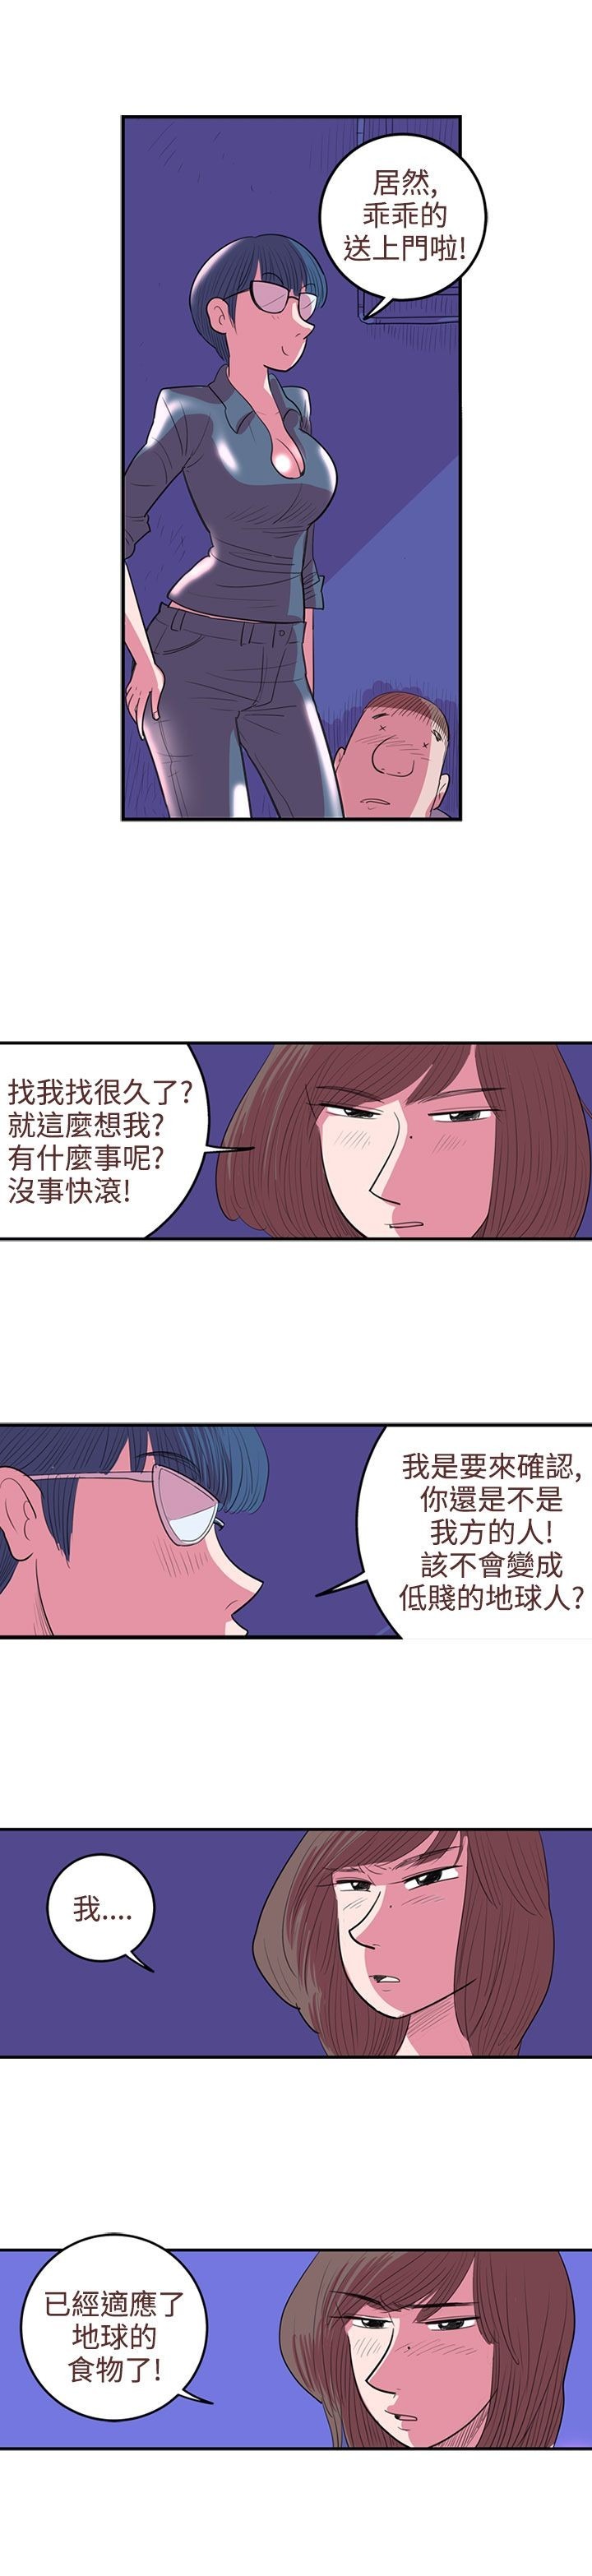 居然,
乖乖的
送上門啦!
找我找很久了?
就這麼想我?
有什麼事呢?
沒事快滾!
我是要來確認,
你還是不是
我方的人!
該不會變成
低賤的地球人?
我....
已經適應了
地球的
食物了!